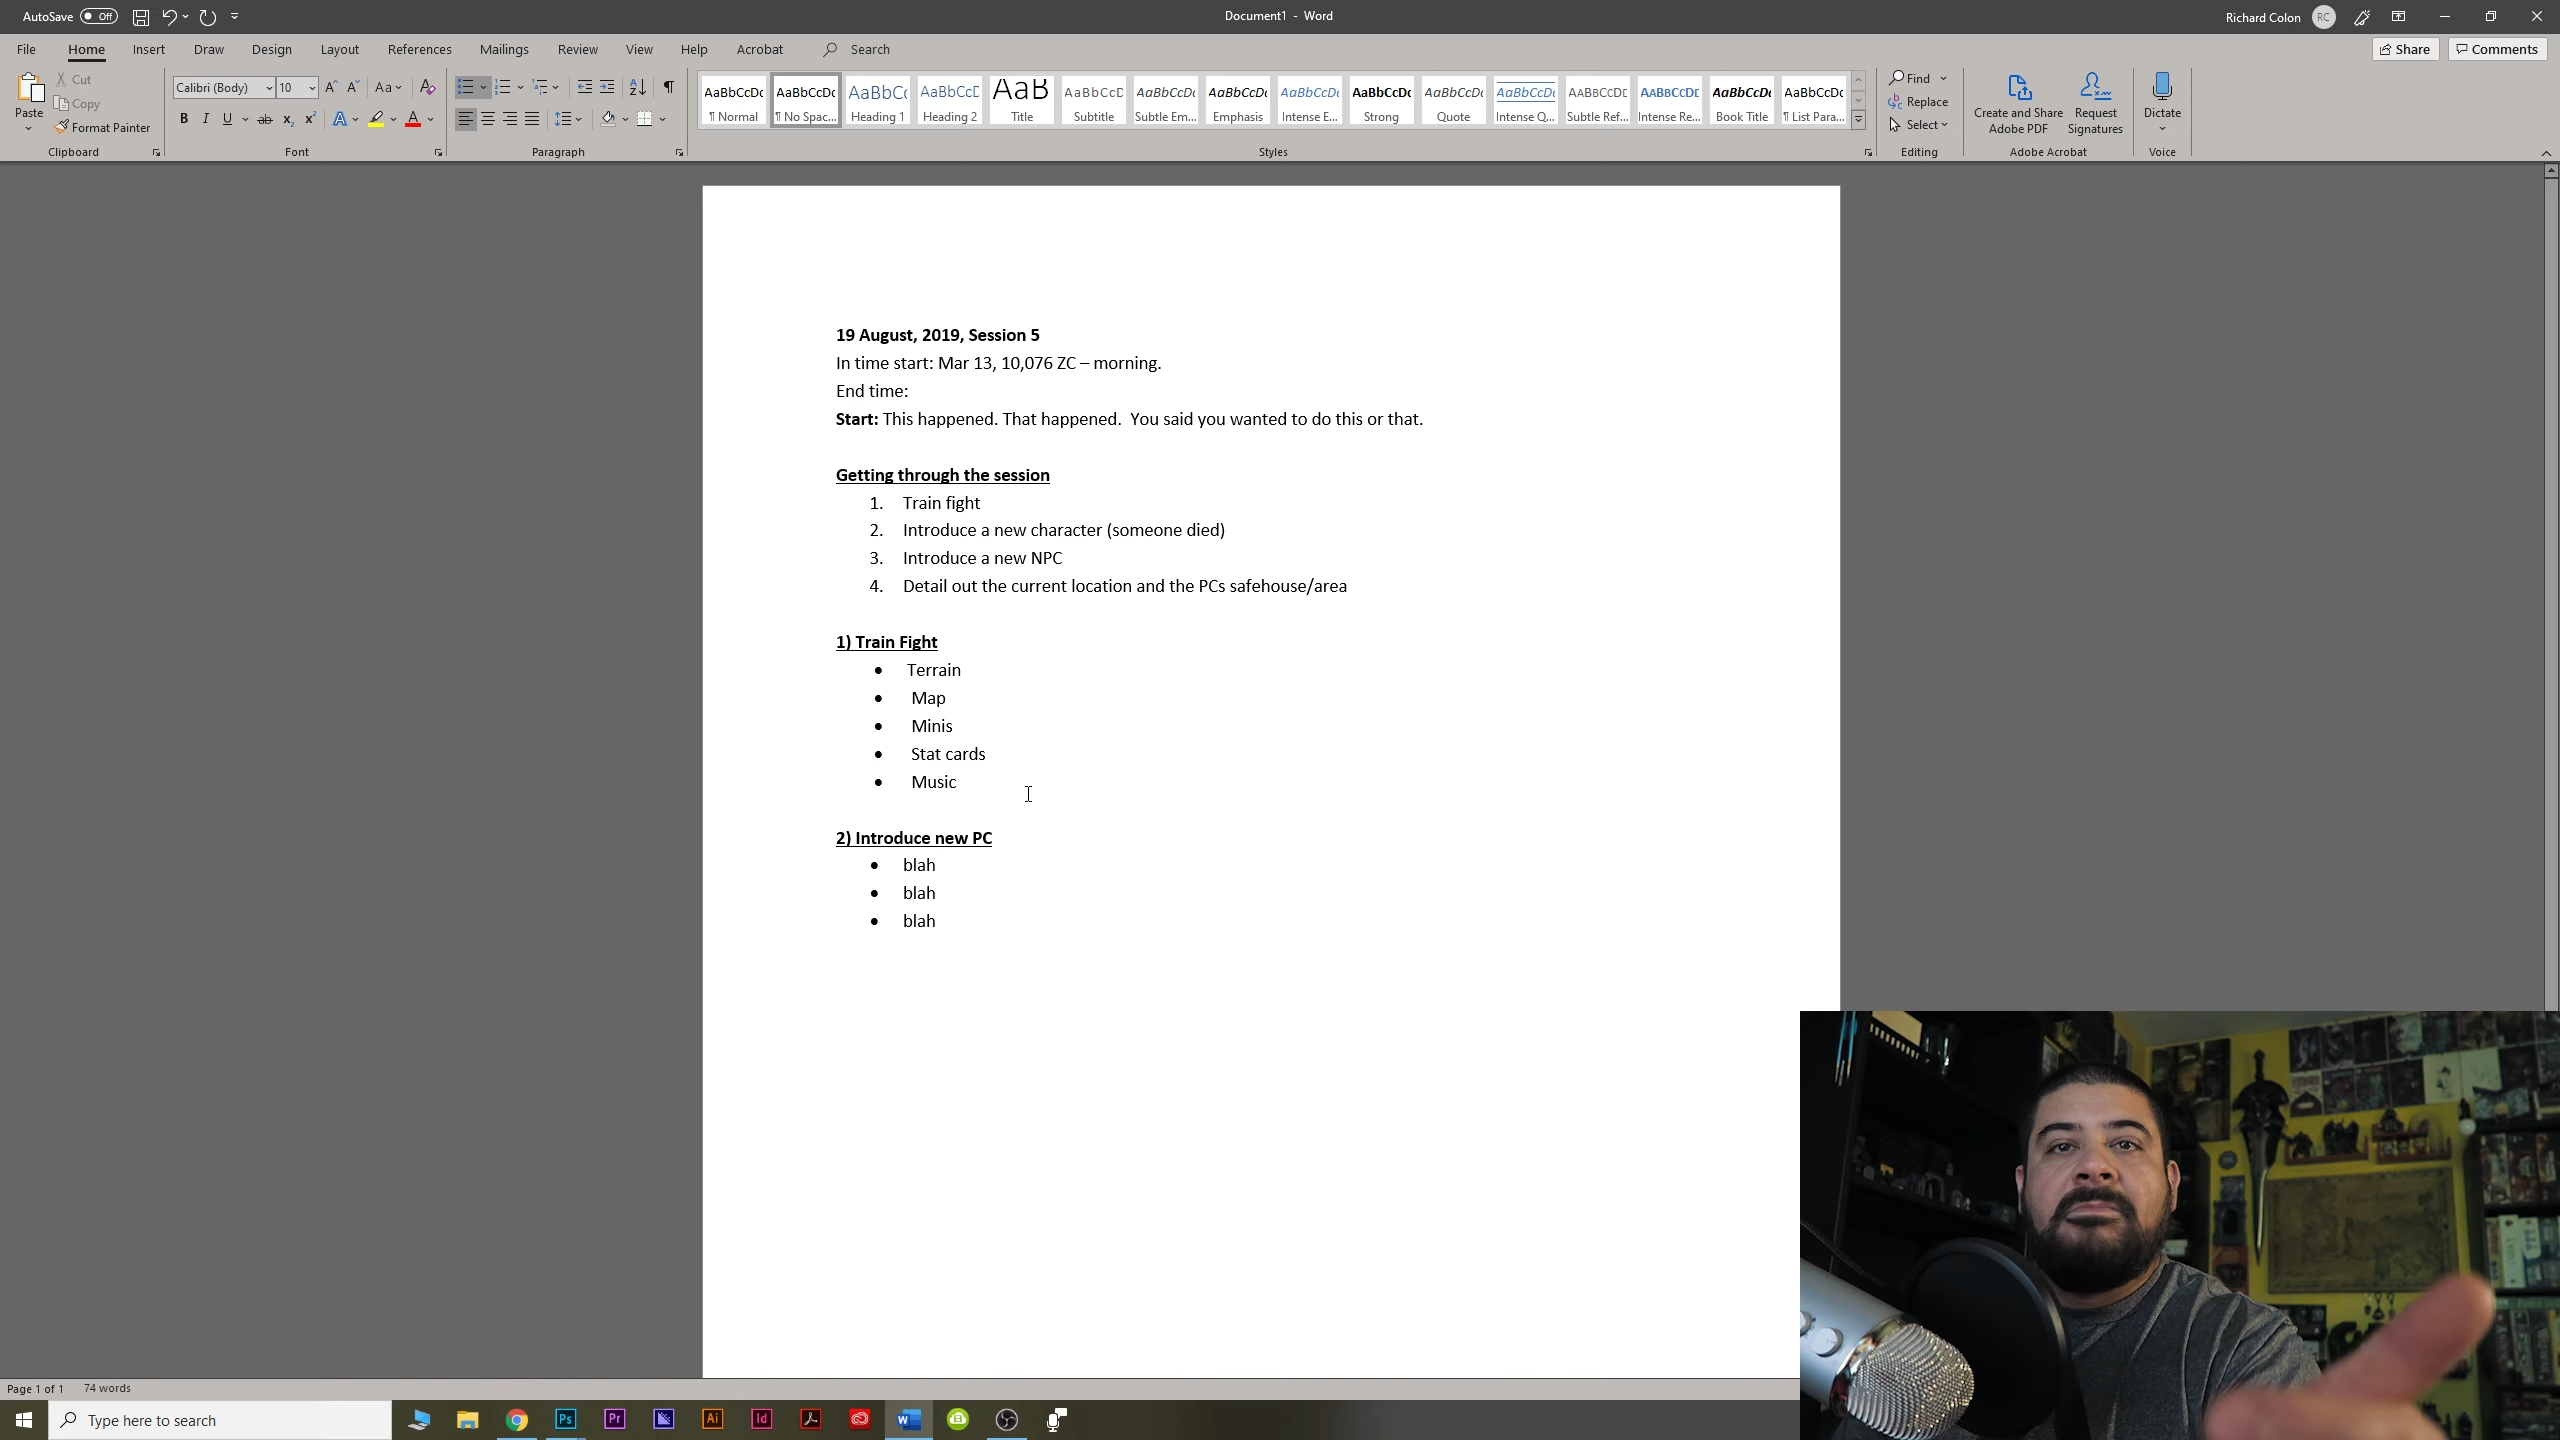 AutoSave Off
Document1 - Word
Richard Colon RC
File Home Insert Draw Design Layout References Mailings Review View Help Acrobat Search
Share Comments
Paste
Cut
Copy
Format Painter
Clipboard
Calibri (Body) 10
Font
Paragraph
AaBbCcDc AaBbCcDc AaBbCc AaBbCcD AaB AaBbCcD AaBbCcDc AaBbCcDc AaBbCcDc AaBbCcDc AaBbCcDc AaBbCcDc AaBbCcDd AaBbCcDd AaBbCcDc AaBbCcDc
¶ Normal ¶ No Spac... Heading 1 Heading 2 Title Subtitle Subtle Em... Emphasis Intense E... Strong Quote Intense Q... Subtle Ref... Intense Re... Book Title ¶ List Para...
Styles
Find
Replace
Select
Editing
Create and Share
Adobe PDF
Request
Signatures
Adobe Acrobat
Dictate
Voice
19 August, 2019, Session 5
In time start: Mar 13, 10,076 ZC – morning.
End time:
Start: This happened. That happened.  You said you wanted to do this or that.
Getting through the session
1. Train fight
2. Introduce a new character (someone died)
3. Introduce a new NPC
4. Detail out the current location and the PCs safehouse/area
1) Train Fight
• Terrain
• Map
• Minis
• Stat cards
• Music
2) Introduce new PC
• blah
• blah
• blah
Page 1 of 1 74 words
Type here to search
Ps Pr Ai Id